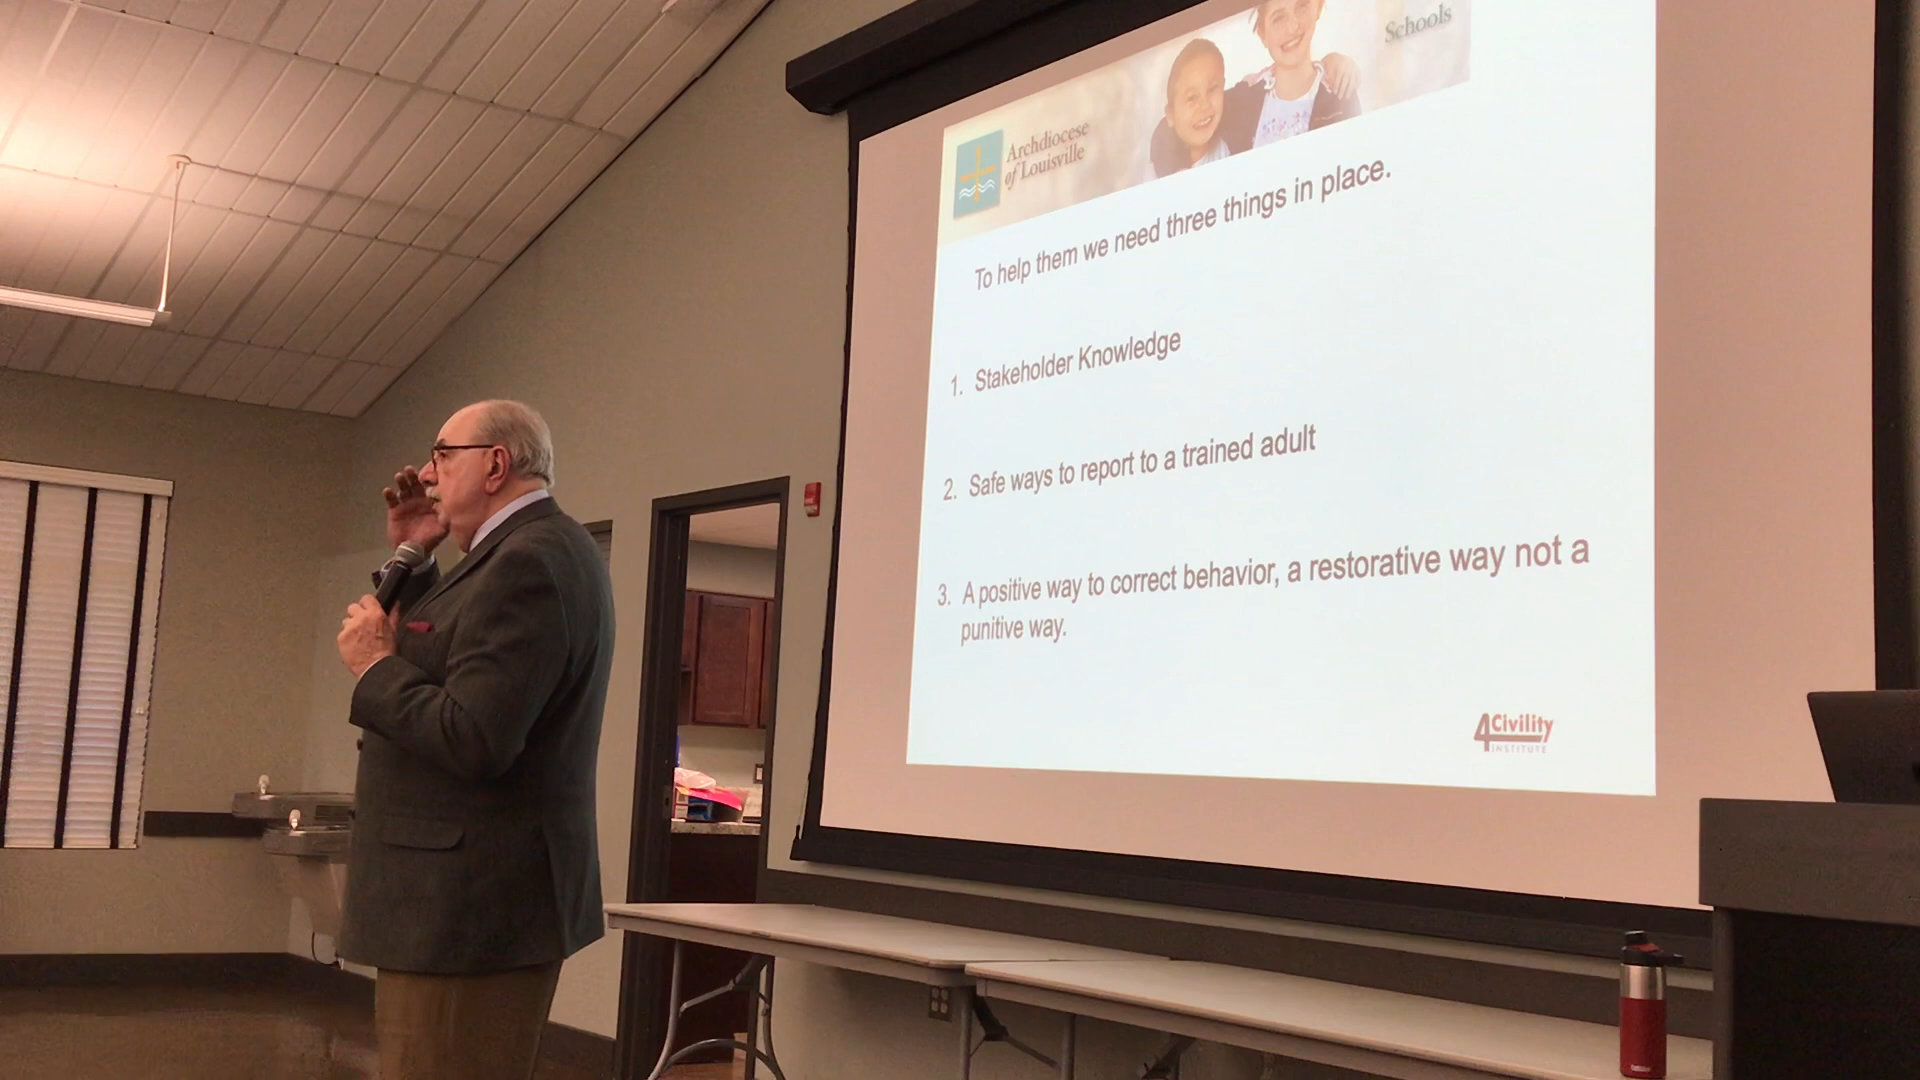 Schools
Archdiocese
of Louisville
To help them we need three things in place.
1. Stakeholder Knowledge
2. Safe ways to report to a trained adult
3. A positive way to correct behavior, a restorative way not a
punitive way.
4Civility
INSTITUTE